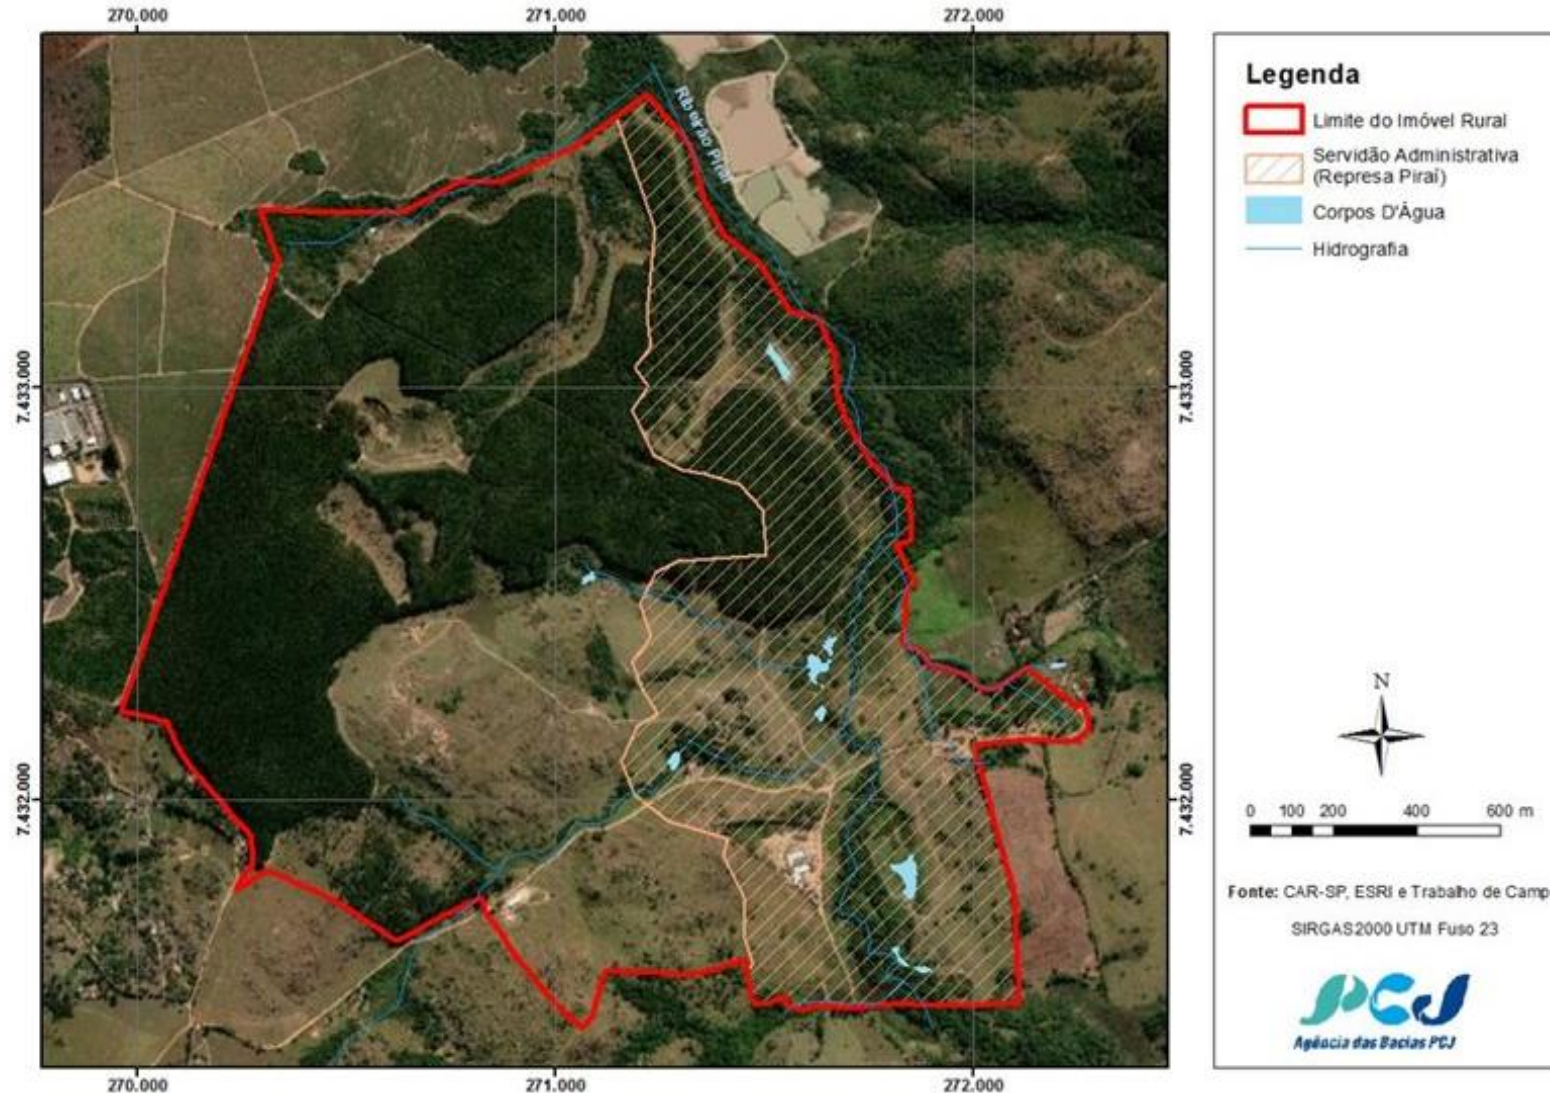 270.000
271.000
272.000
7.433.000
7.433.000
7.432.000
7.432.000
270.000
271.000
272.000
Ribeirão Piraí
Legenda
Limite do Imóvel Rural
Servidão Administrativa
(Represa Piraí)
Corpos D'Água
Hidrografia
N
0 100 200 400 600 m
Fonte: CAR-SP, ESRI e Trabalho de Camp
SIRGAS2000 UTM Fuso 23
PCJ
Agência das Bacias PCJ